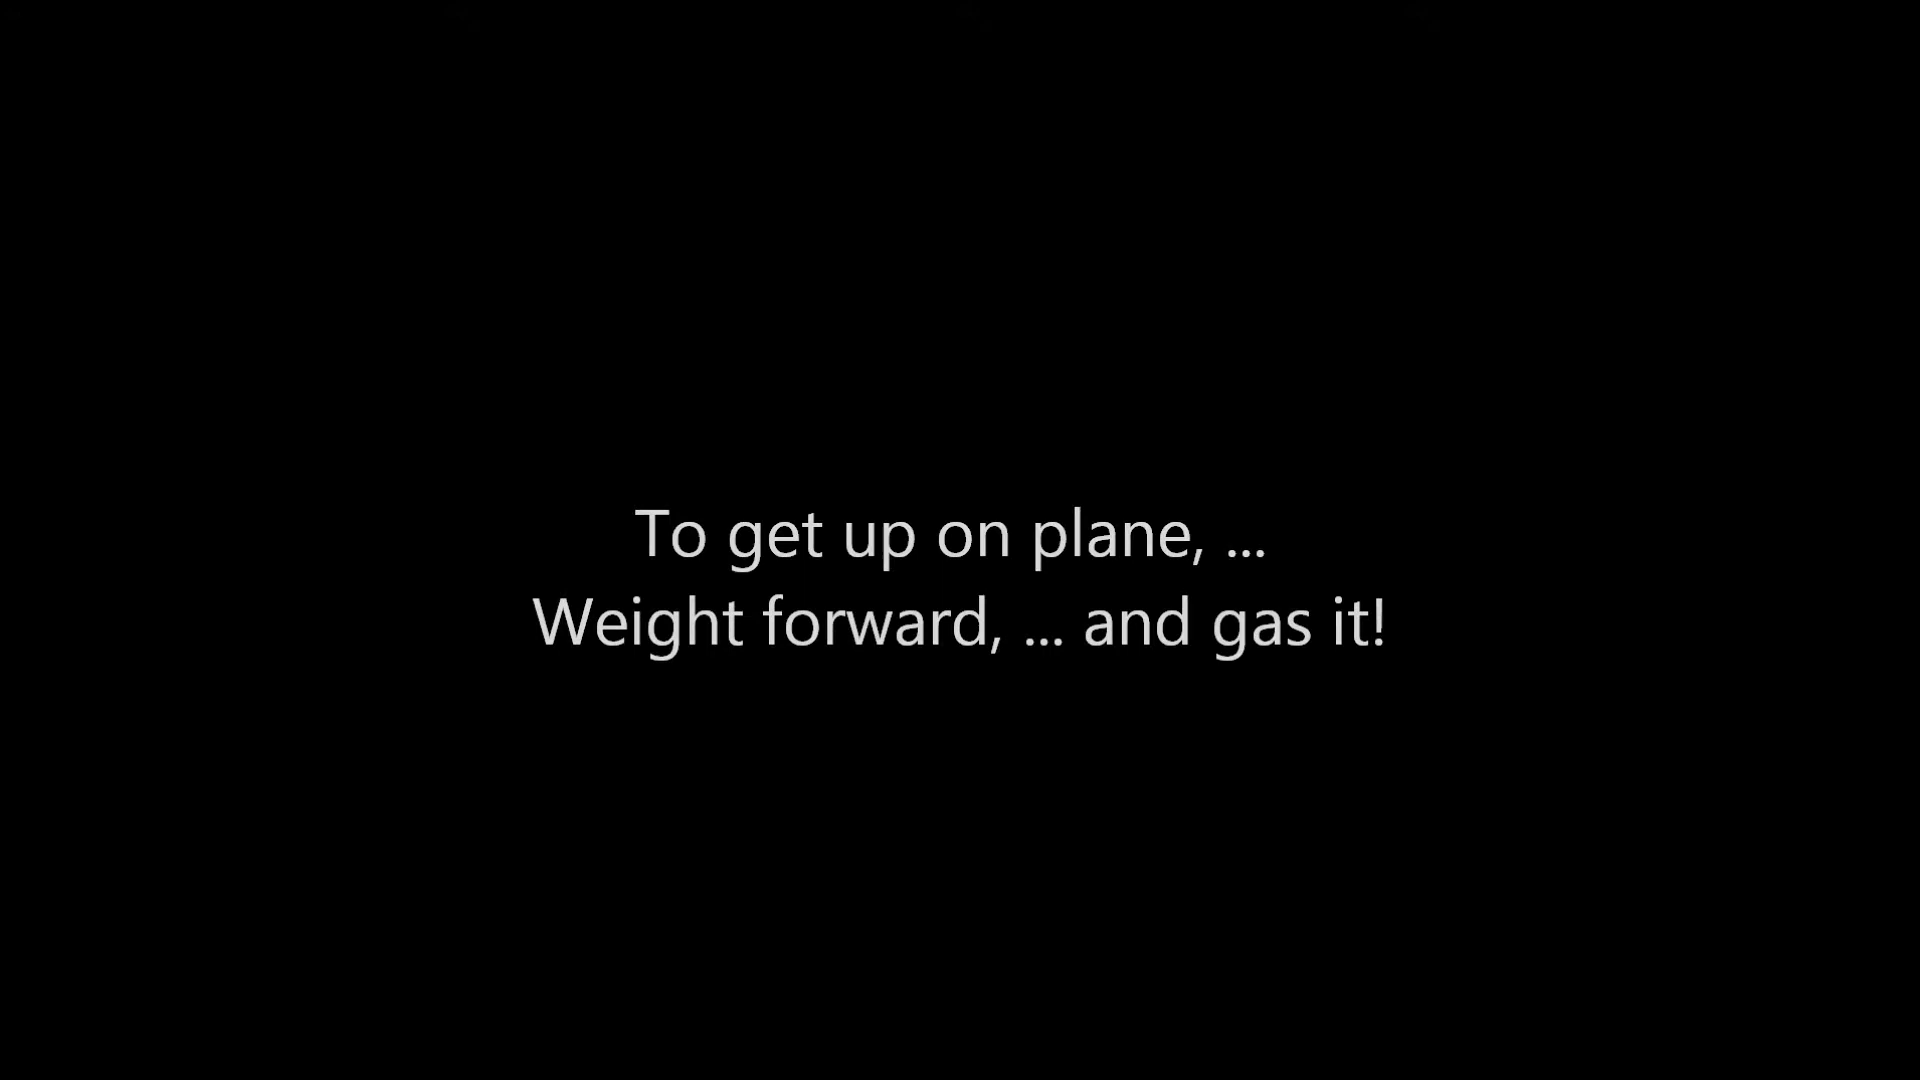 To get up on plane, ...
Weight forward, ... and gas it!